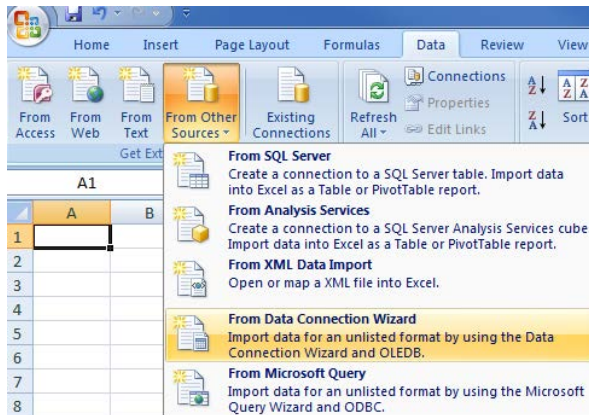 Home Insert Page Layout Formulas Data Review View
Connections
Properties
Edit Links
From Access
From Web
From Text
From Other Sources
Existing Connections
Refresh All
Sort
Get Ext
A1
A B
1
2
3
4
5
6
7
8
From SQL Server
Create a connection to a SQL Server table. Import data
into Excel as a Table or PivotTable report.
From Analysis Services
Create a connection to a SQL Server Analysis Services cube
Import data into Excel as a Table or PivotTable report.
From XML Data Import
Open or map a XML file into Excel.
From Data Connection Wizard
Import data for an unlisted format by using the Data
Connection Wizard and OLEDB.
From Microsoft Query
Import data for an unlisted format by using the Microsoft
Query Wizard and ODBC.